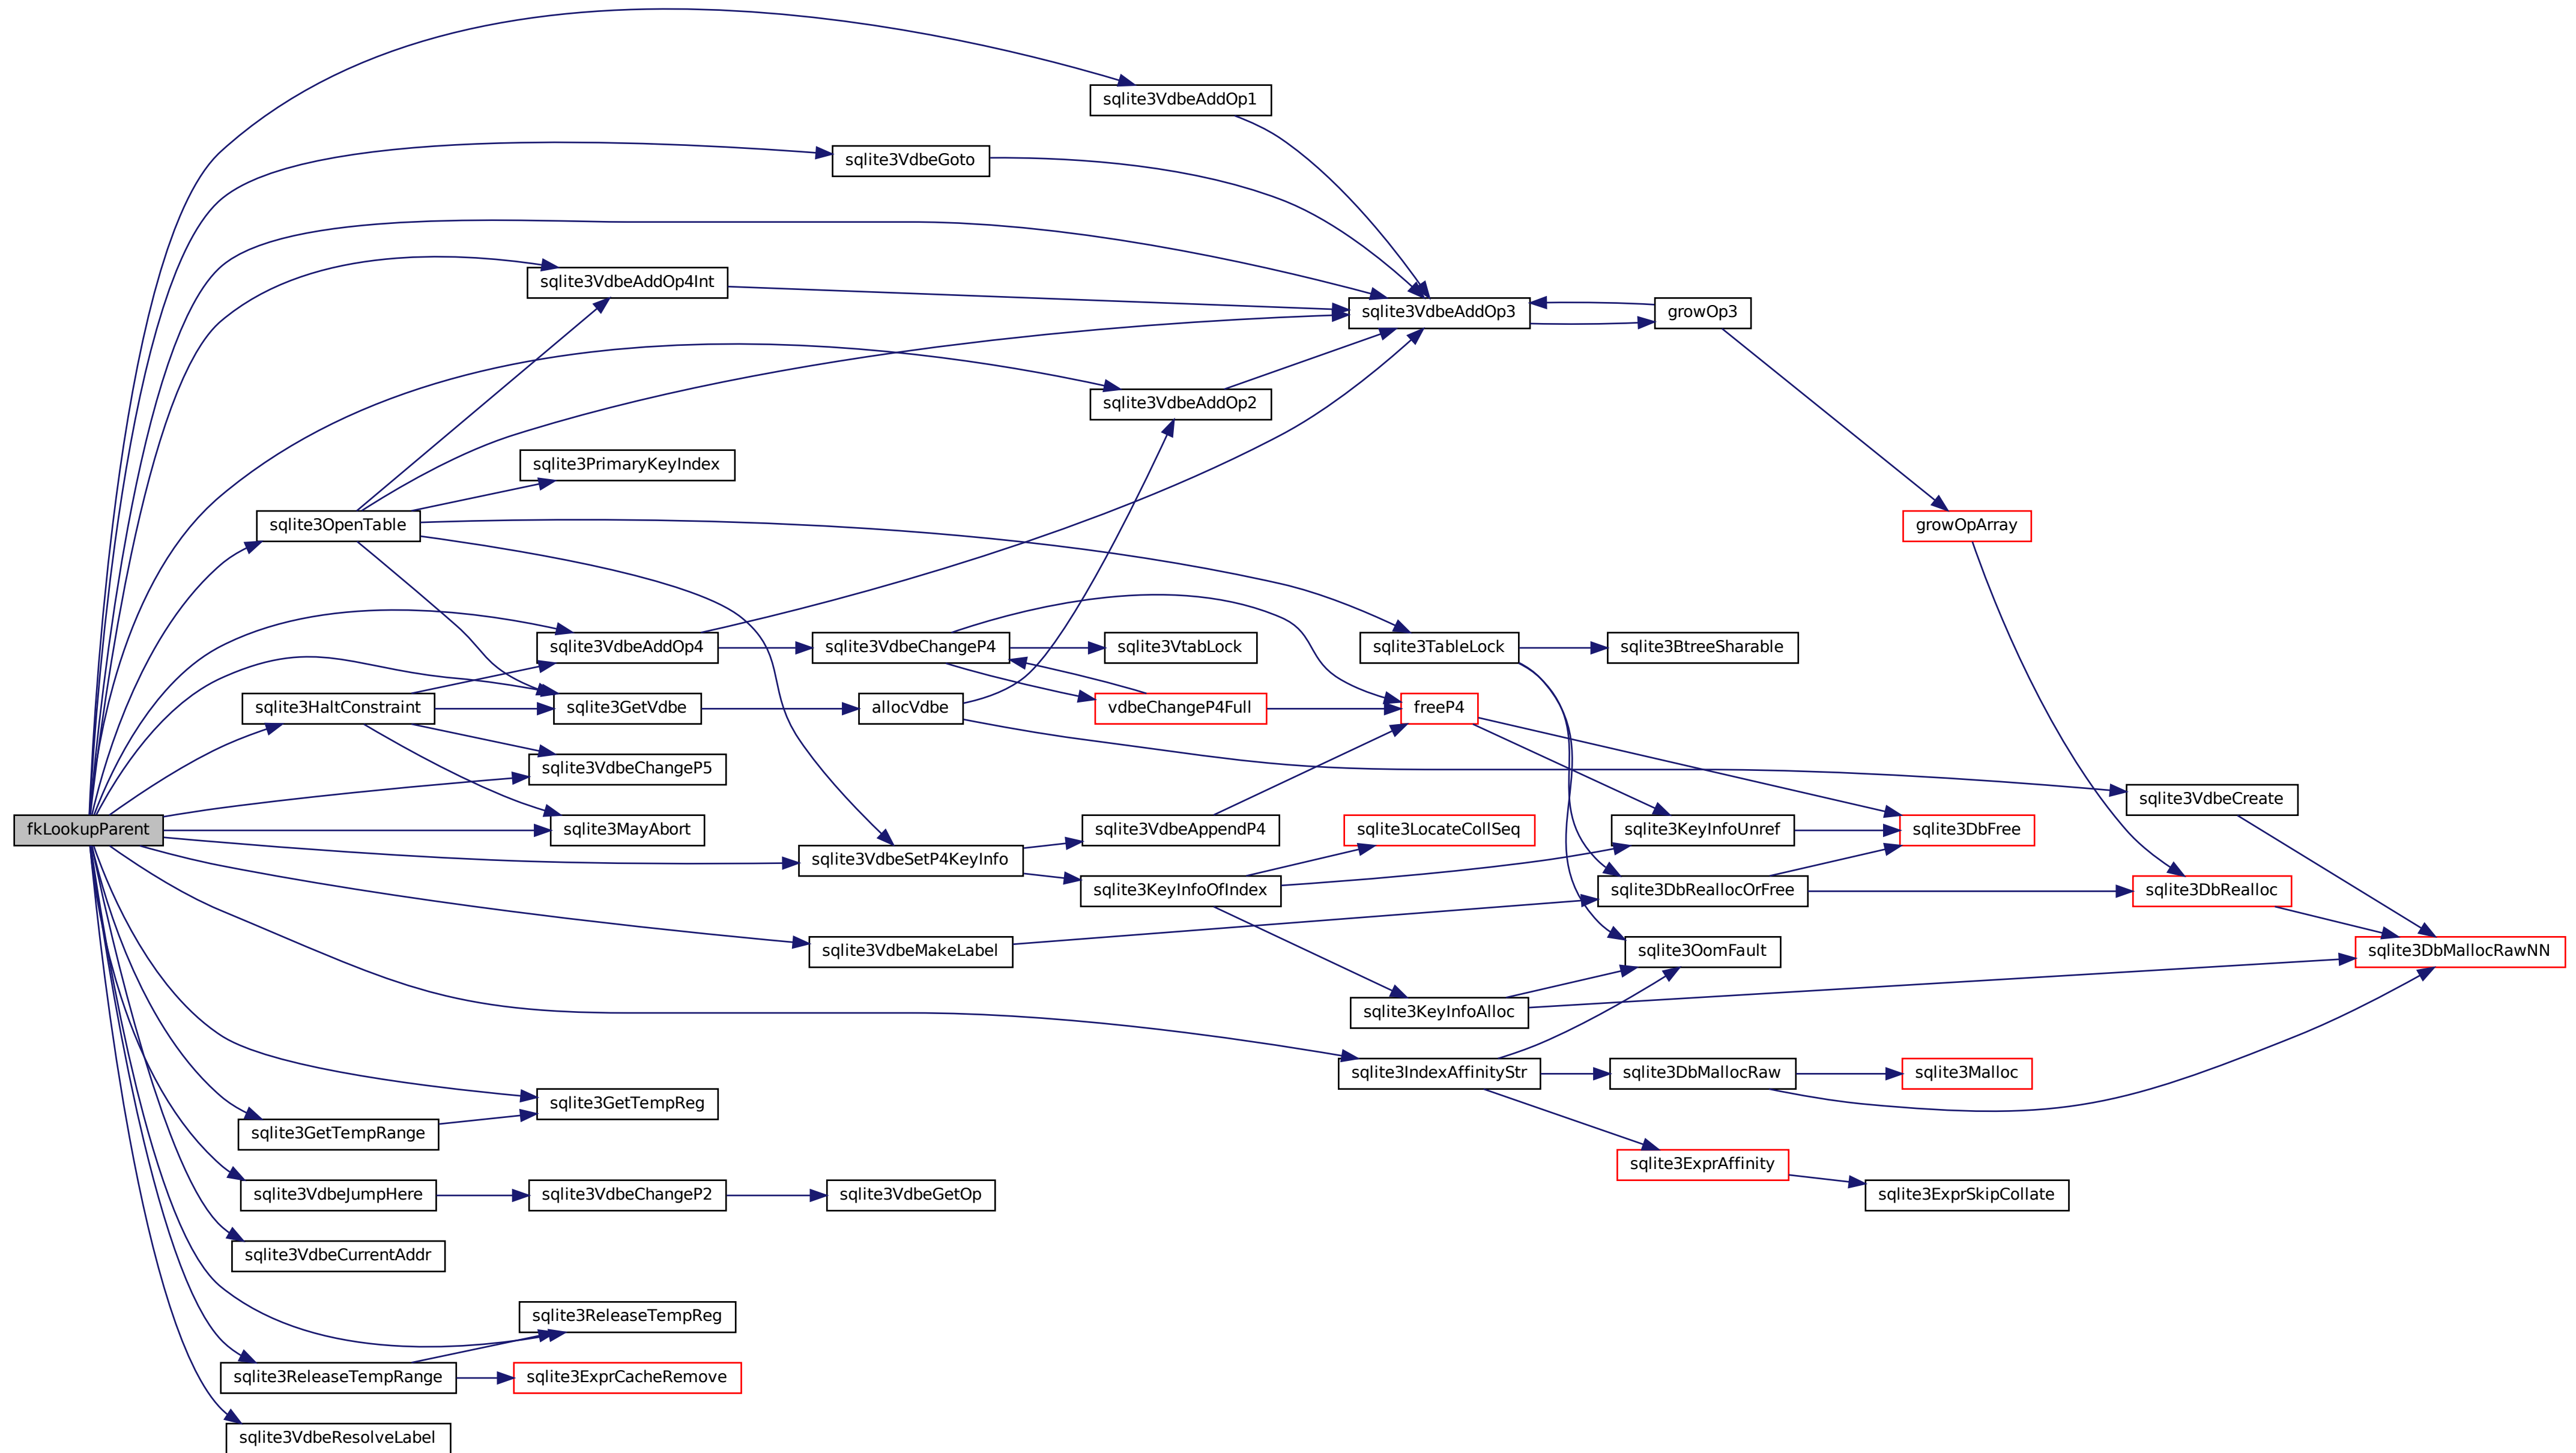 sqlite3VdbeAddOp1
sqlite3VdbeGoto
sqlite3VdbeAddOp4Int
sqlite3VdbeAddOp3
growOp3
sqlite3VdbeAddOp2
sqlite3PrimaryKeyIndex
sqlite3OpenTable
growOpArray
sqlite3VdbeAddOp4
sqlite3VdbeChangeP4
sqlite3VtabLock
sqlite3TableLock
sqlite3BtreeSharable
sqlite3HaltConstraint
sqlite3GetVdbe
allocVdbe
vdbeChangeP4Full
freeP4
sqlite3VdbeChangeP5
sqlite3VdbeCreate
fkLookupParent
sqlite3MayAbort
sqlite3VdbeAppendP4
sqlite3LocateCollSeq
sqlite3KeyInfoUnref
sqlite3DbFree
sqlite3VdbeSetP4KeyInfo
sqlite3KeyInfoOfIndex
sqlite3DbReallocOrFree
sqlite3DbRealloc
sqlite3VdbeMakeLabel
sqlite3OomFault
sqlite3DbMallocRawNN
sqlite3KeyInfoAlloc
sqlite3IndexAffinityStr
sqlite3DbMallocRaw
sqlite3Malloc
sqlite3GetTempReg
sqlite3GetTempRange
sqlite3ExprAffinity
sqlite3VdbeJumpHere
sqlite3VdbeChangeP2
sqlite3VdbeGetOp
sqlite3ExprSkipCollate
sqlite3VdbeCurrentAddr
sqlite3ReleaseTempReg
sqlite3ReleaseTempRange
sqlite3ExprCacheRemove
sqlite3VdbeResolveLabel